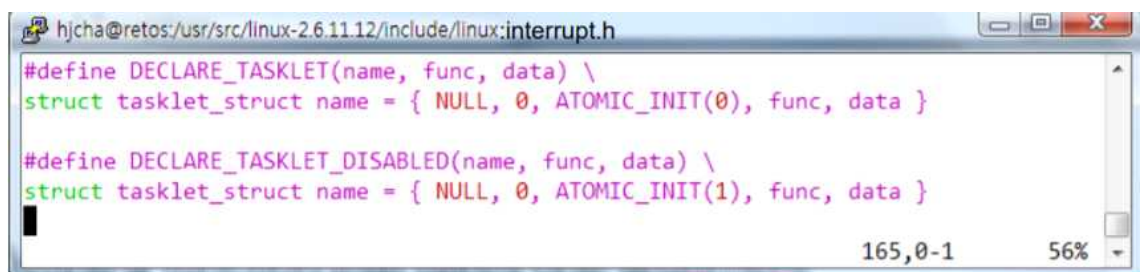 hjcha@retos:/usr/src/linux-2.6.11.12/include/linux:interrupt.h
#define DECLARE_TASKLET(name, func, data) \
struct tasklet_struct name = { NULL, 0, ATOMIC_INIT(0), func, data }
#define DECLARE_TASKLET_DISABLED(name, func, data) \
struct tasklet_struct name = { NULL, 0, ATOMIC_INIT(1), func, data }
165,0-1 56%